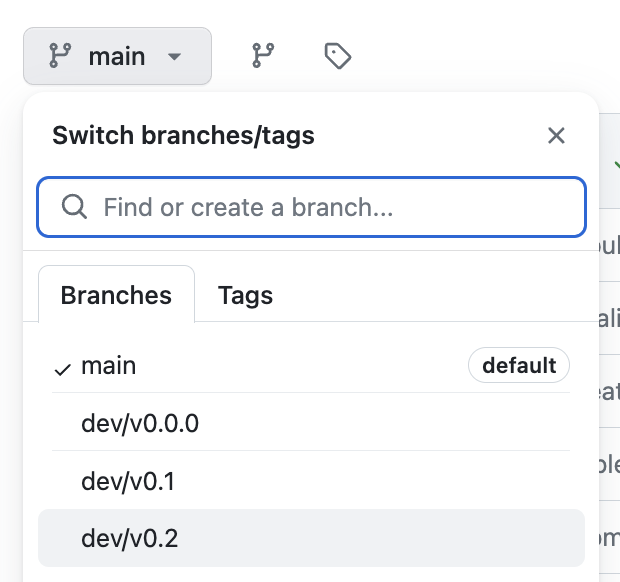 main
Switch branches/tags
Find or create a branch...
Branches Tags
main default
dev/v0.0.0
dev/v0.1
dev/v0.2